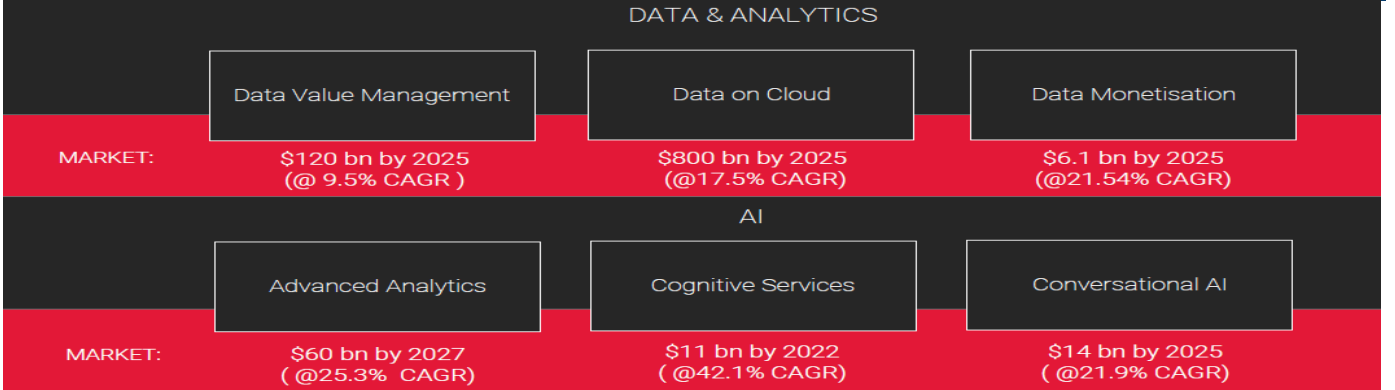 DATA & ANALYTICS
Data Value Management
Data on Cloud
Data Monetisation
MARKET:
$120 bn by 2025
(@ 9.5% CAGR )
$800 bn by 2025
(@17.5% CAGR)
$6.1 bn by 2025
(@21.54% CAGR)
AI
Advanced Analytics
Cognitive Services
Conversational AI
MARKET:
$60 bn by 2027
( @25.3% CAGR)
$11 bn by 2022
( @42.1% CAGR)
$14 bn by 2025
( @21.9% CAGR)